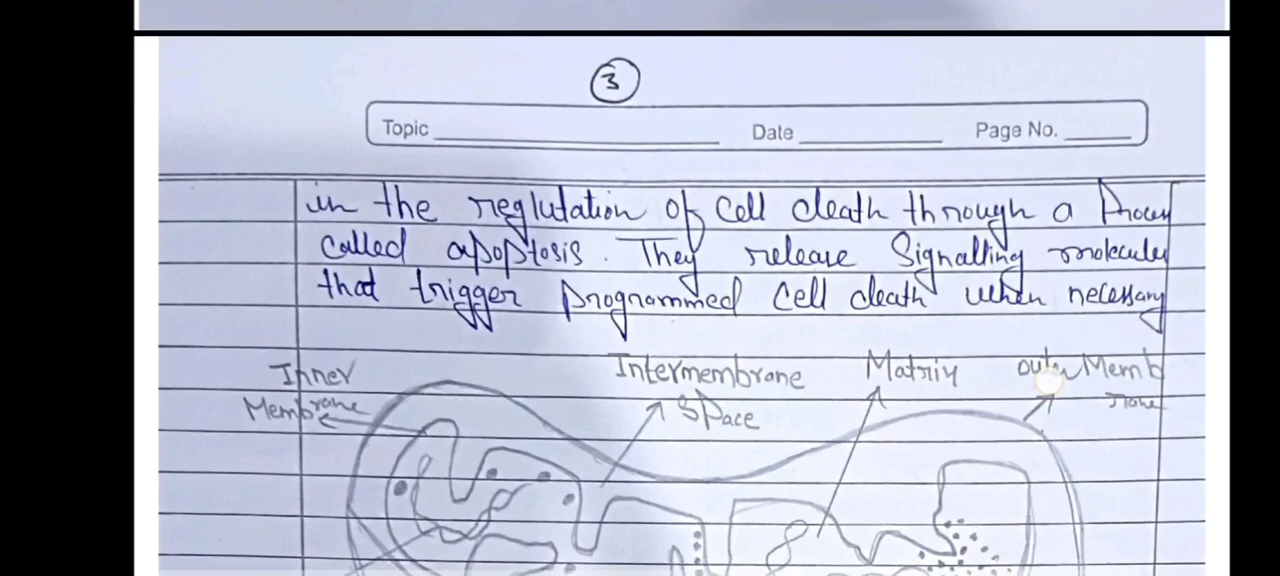 3
Topic Date Page No.
in the reglutation of cell death through a Process
called apoptosis. They release Signalling molecules
that trigger programmed cell death when necessary
Inner
Membrane
Intermembrane
Space
Matrix
outer Memb
rane